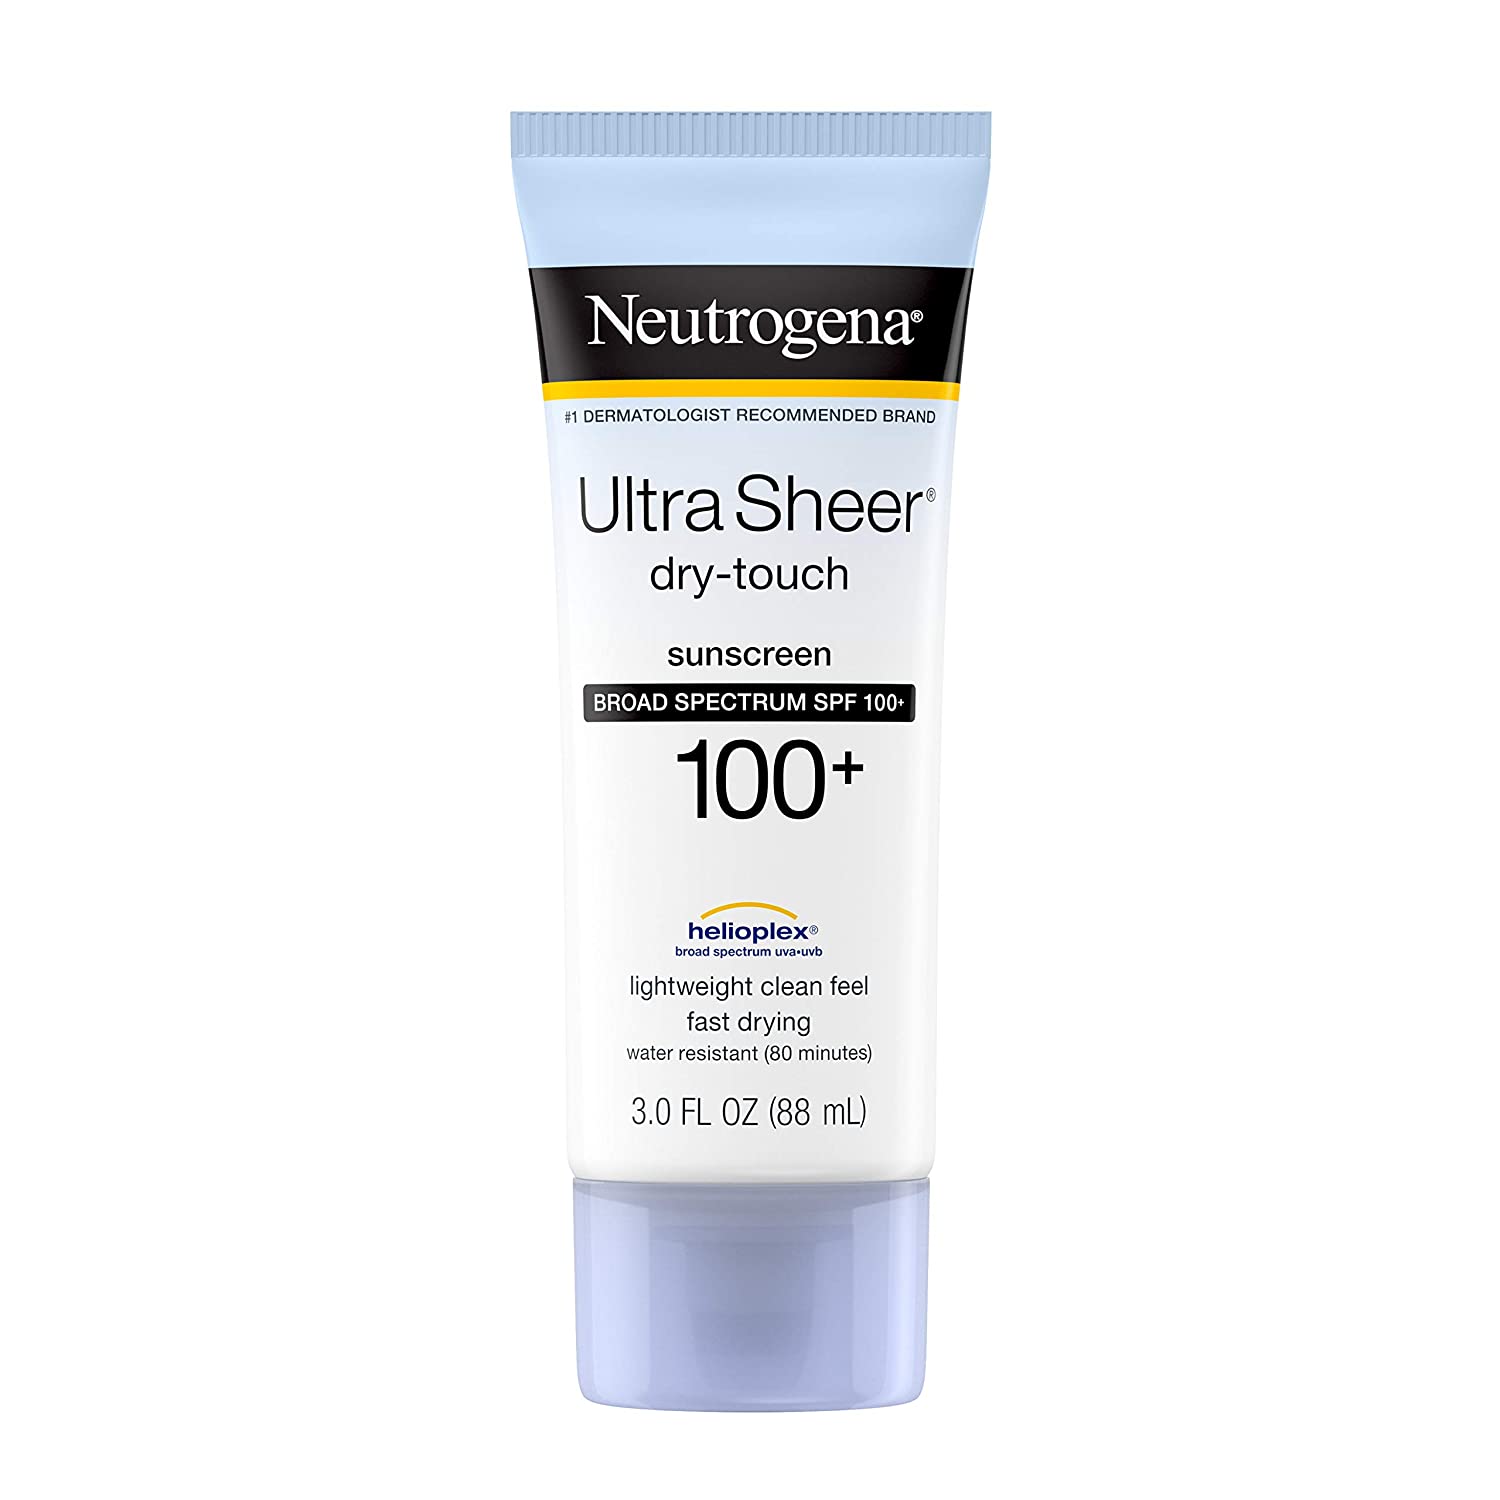 Neutrogena®
#1 DERMATOLOGIST RECOMMENDED BRAND
Ultra Sheer®
dry-touch
sunscreen
BROAD SPECTRUM SPF 100+
100+
helioplex®
broad spectrum uva•uvb
lightweight clean feel
fast drying
water resistant (80 minutes)
3.0 FL OZ (88 mL)